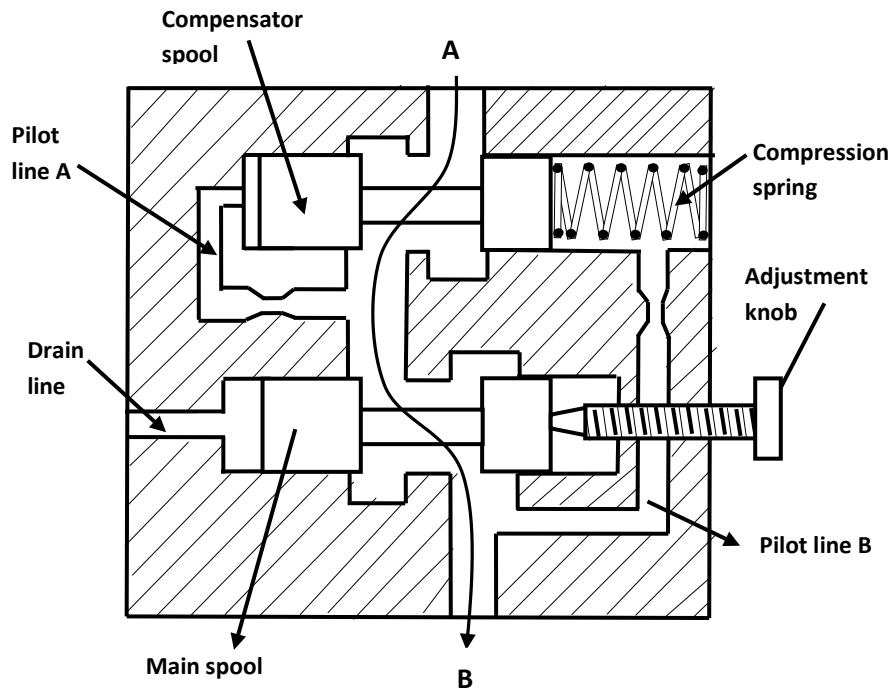 Compensator
spool
A
Pilot
line A
Compression
spring
Adjustment
knob
Drain
line
Pilot line B
Main spool
B